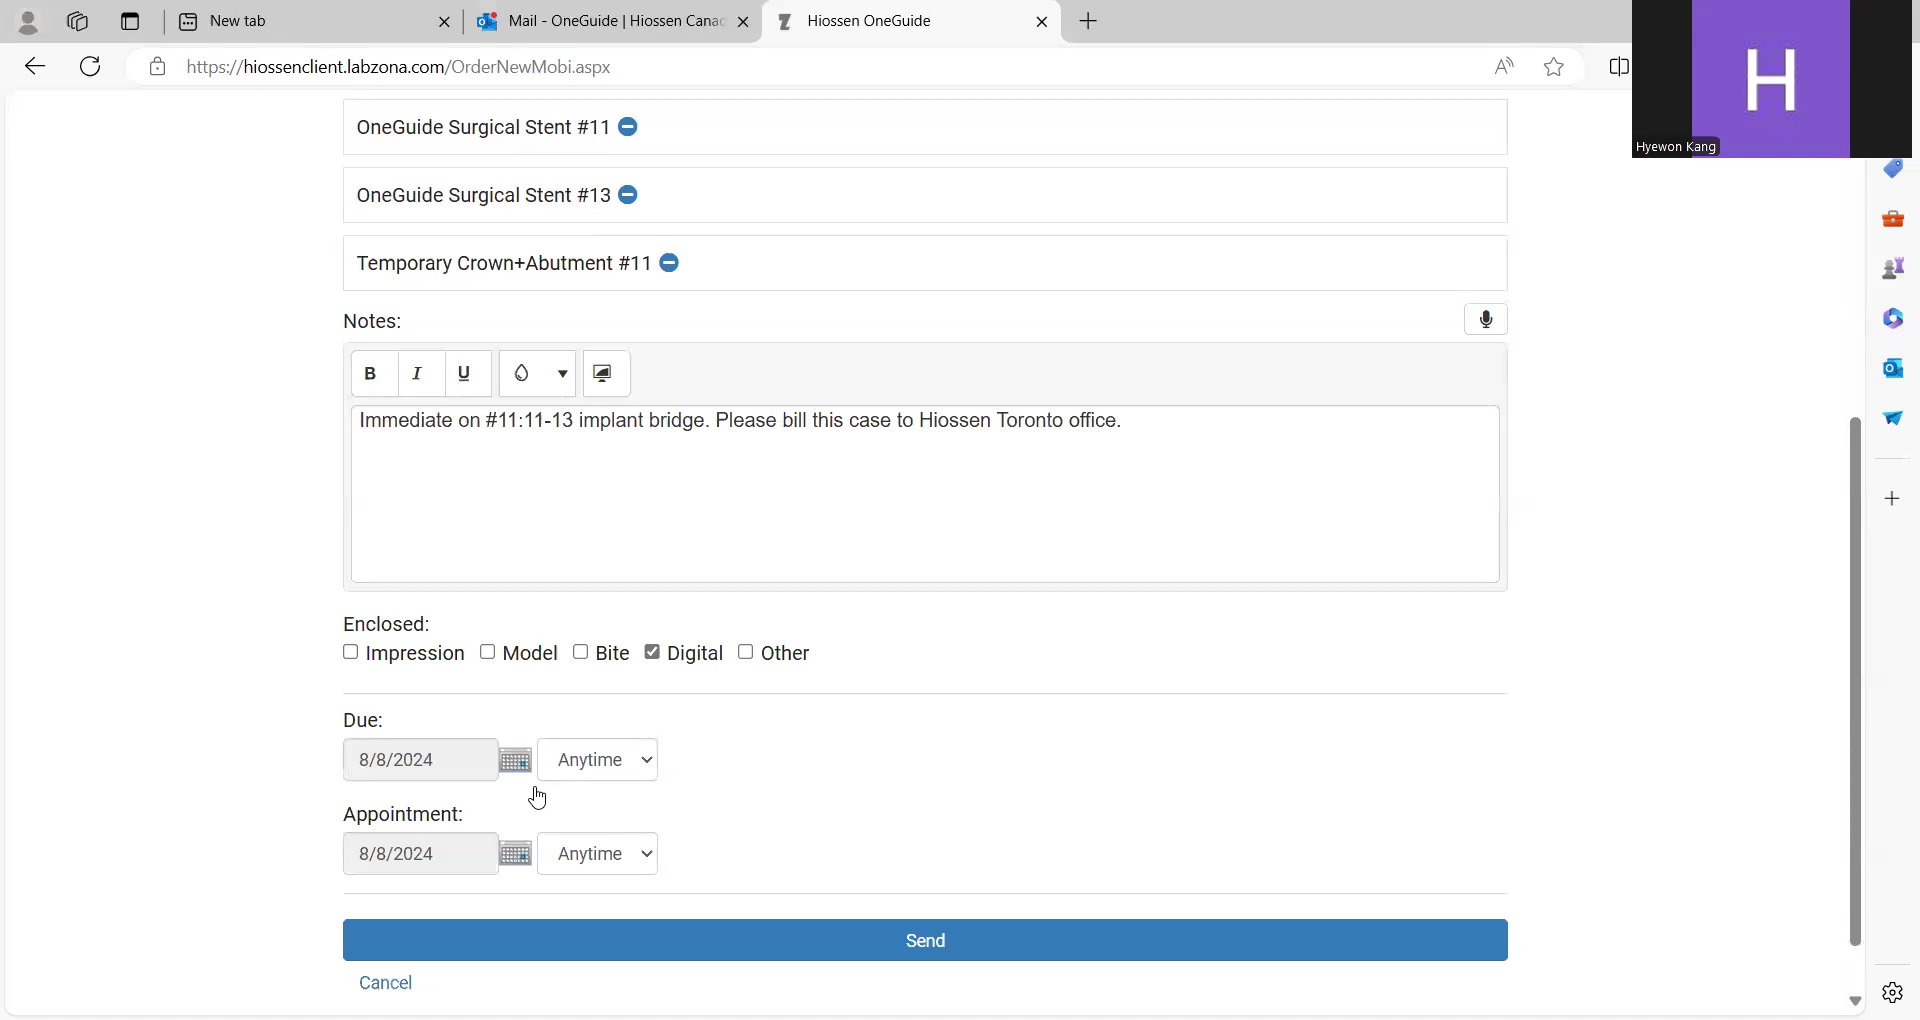 New tab
Mail - OneGuide | Hiossen Canac
Hiossen OneGuide
https://hiossenclient.labzona.com/OrderNewMobi.aspx
H
Hyewon Kang
OneGuide Surgical Stent #11
OneGuide Surgical Stent #13
Temporary Crown+Abutment #11
Notes:
B I U
Immediate on #11:11-13 implant bridge. Please bill this case to Hiossen Toronto office.
Enclosed:
Impression Model Bite Digital Other
Due:
8/8/2024 Anytime
Appointment:
8/8/2024 Anytime
Send
Cancel